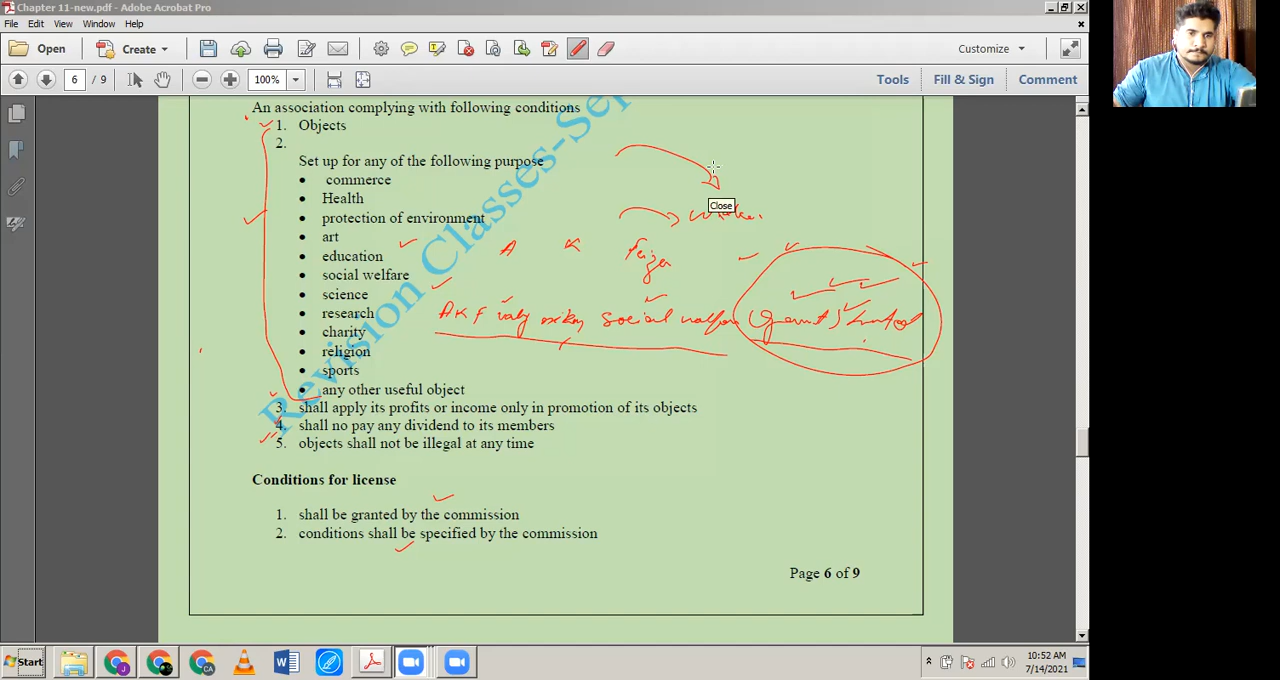 Chapter 11-new.pdf - Adobe Acrobat Pro
File Edit View Window Help
Open Create Customize
6 / 9 100% Tools Fill & Sign Comment
An association complying with following conditions
1. Objects
2.
Set up for any of the following purpose
• commerce
• Health
Close
• protection of environment
• art
• education
A K
• social welfare
• science
• research
AKF social
• charity
• religion
• sports
• any other useful object
3. shall apply its profits or income only in promotion of its objects
4. shall no pay any dividend to its members
5. objects shall not be illegal at any time
Revision Classes-Se
Conditions for license
1. shall be granted by the commission
2. conditions shall be specified by the commission
Page 6 of 9
Start
10:52 AM
7/14/2021